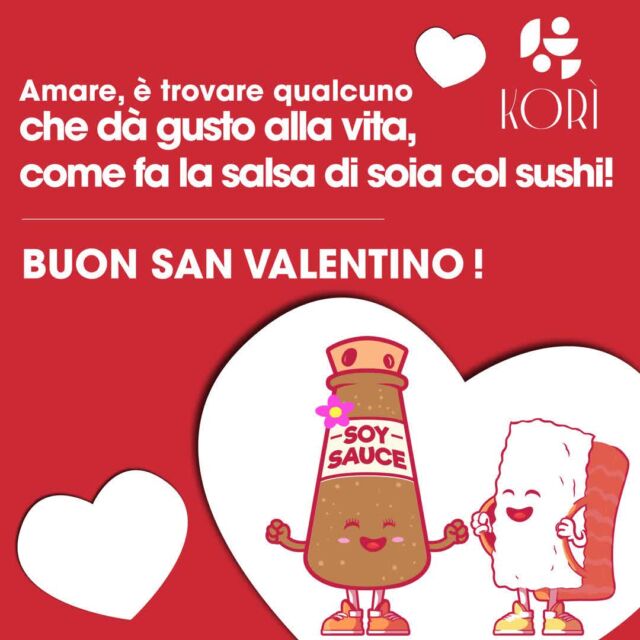 KORÌ
Amare, è trovare qualcuno
che dà gusto alla vita,
come fa la salsa di soia col sushi!
BUON SAN VALENTINO !
SOY
SAUCE